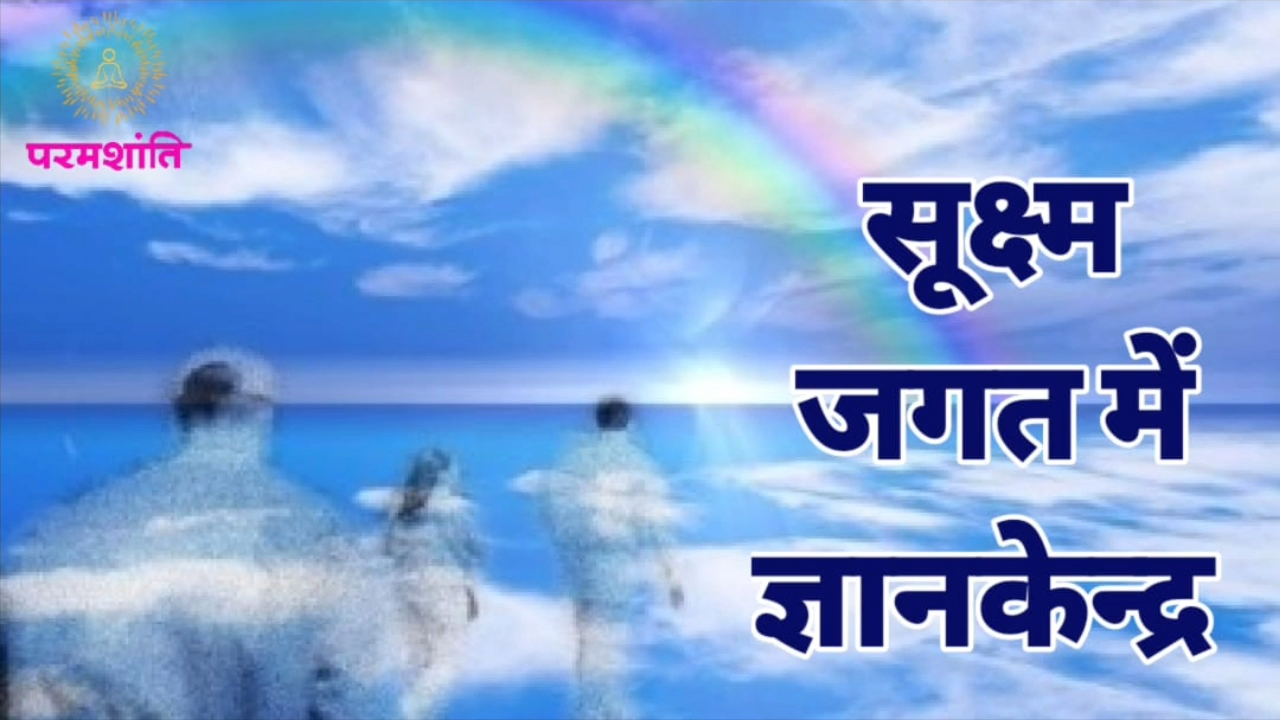 परमशांति
सूक्ष्म
जगत में
ज्ञानकेन्द्र